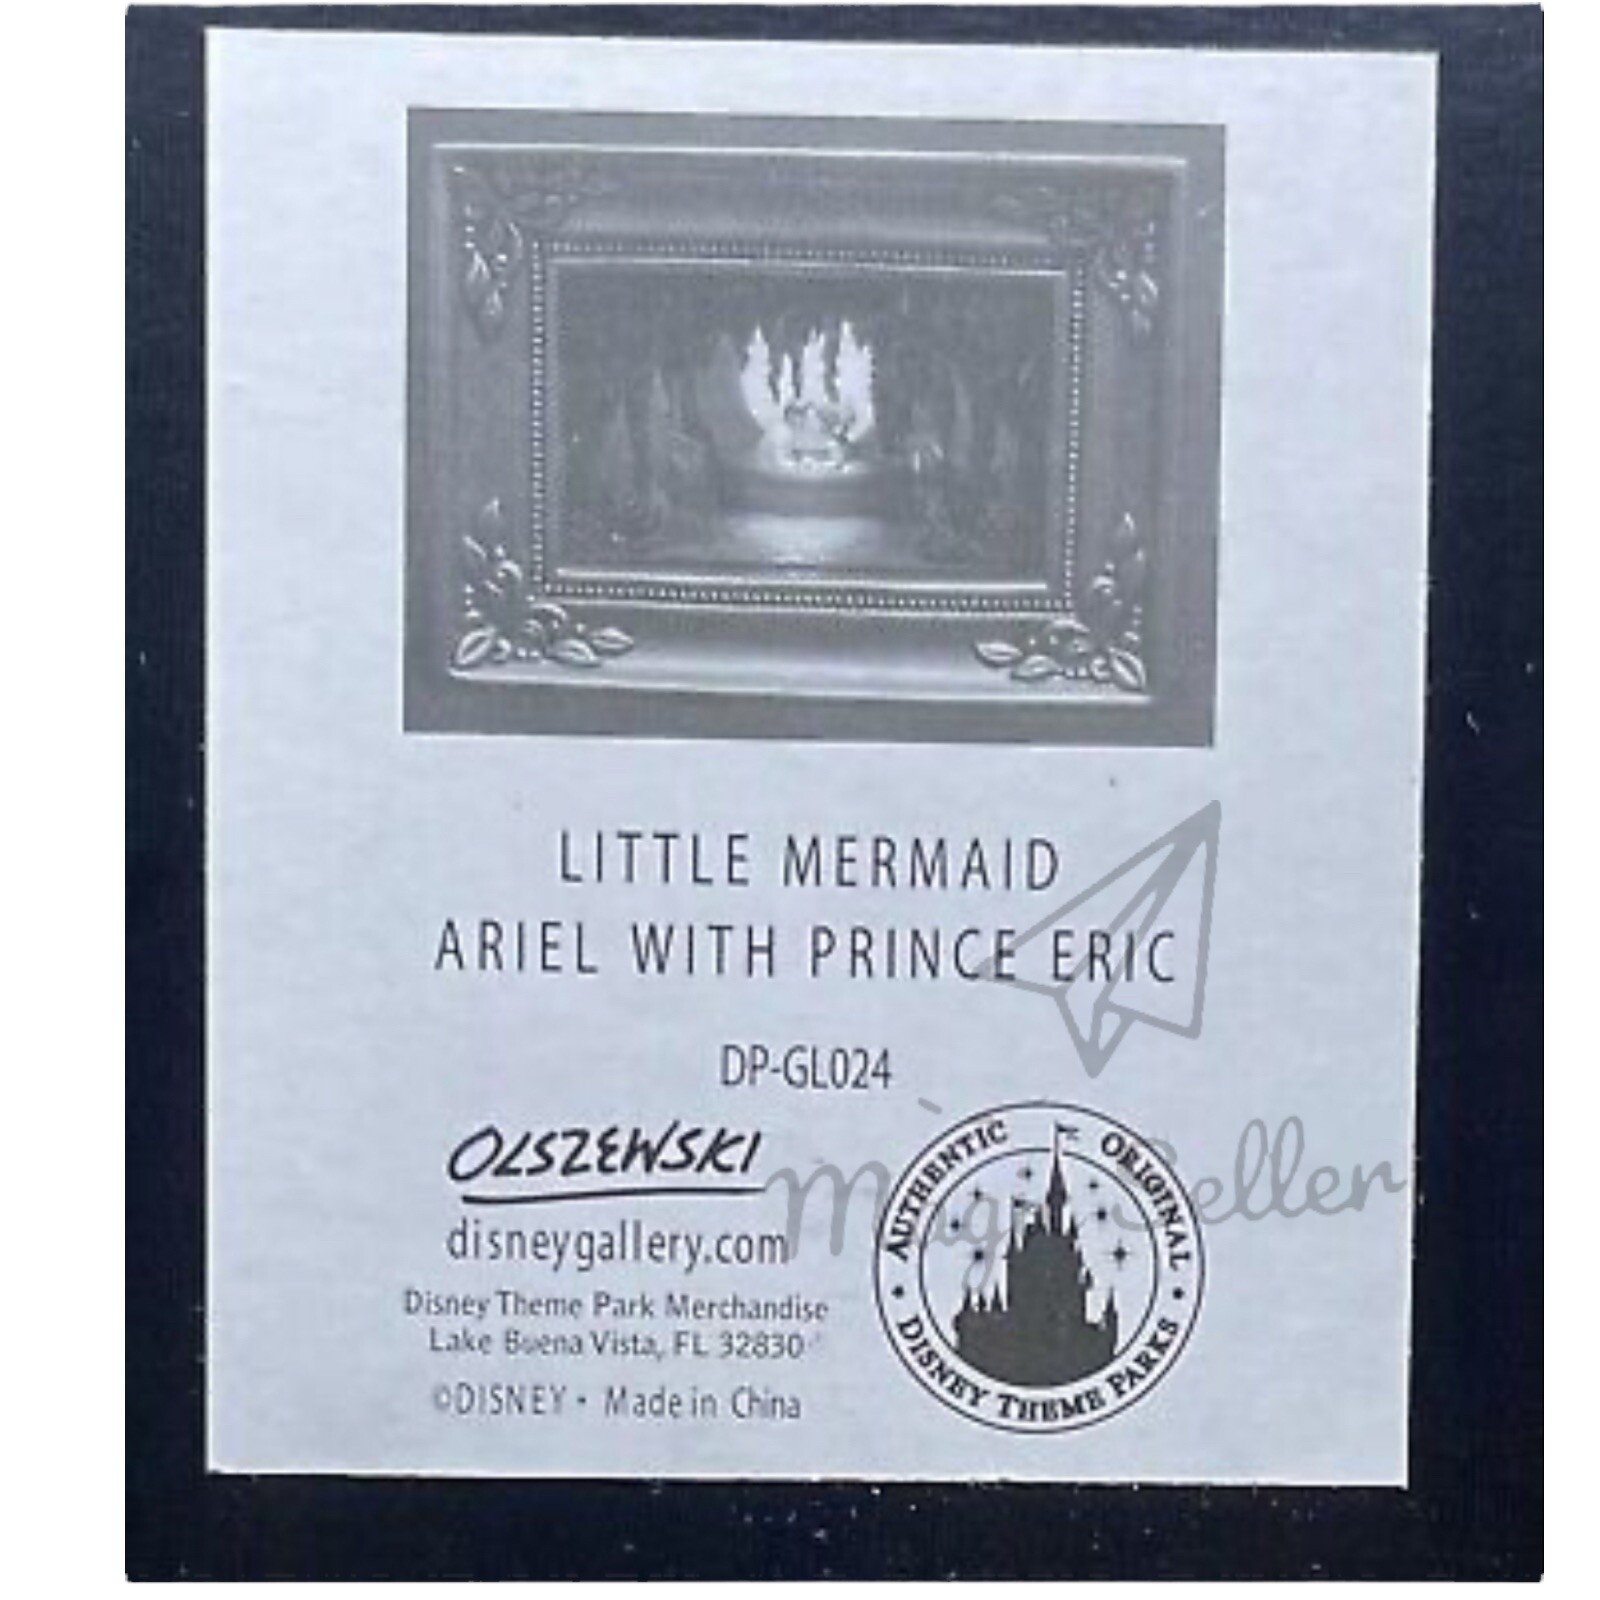 LITTLE MERMAID
ARIEL WITH PRINCE ERIC
DP-GL024
OLSZEWSKI
disneygallery.com
Disney Theme Park Merchandise
Lake Buena Vista, FL 32830
©DISNEY • Made in China
AUTHENTIC ORIGINAL
• DISNEY THEME PARKS •